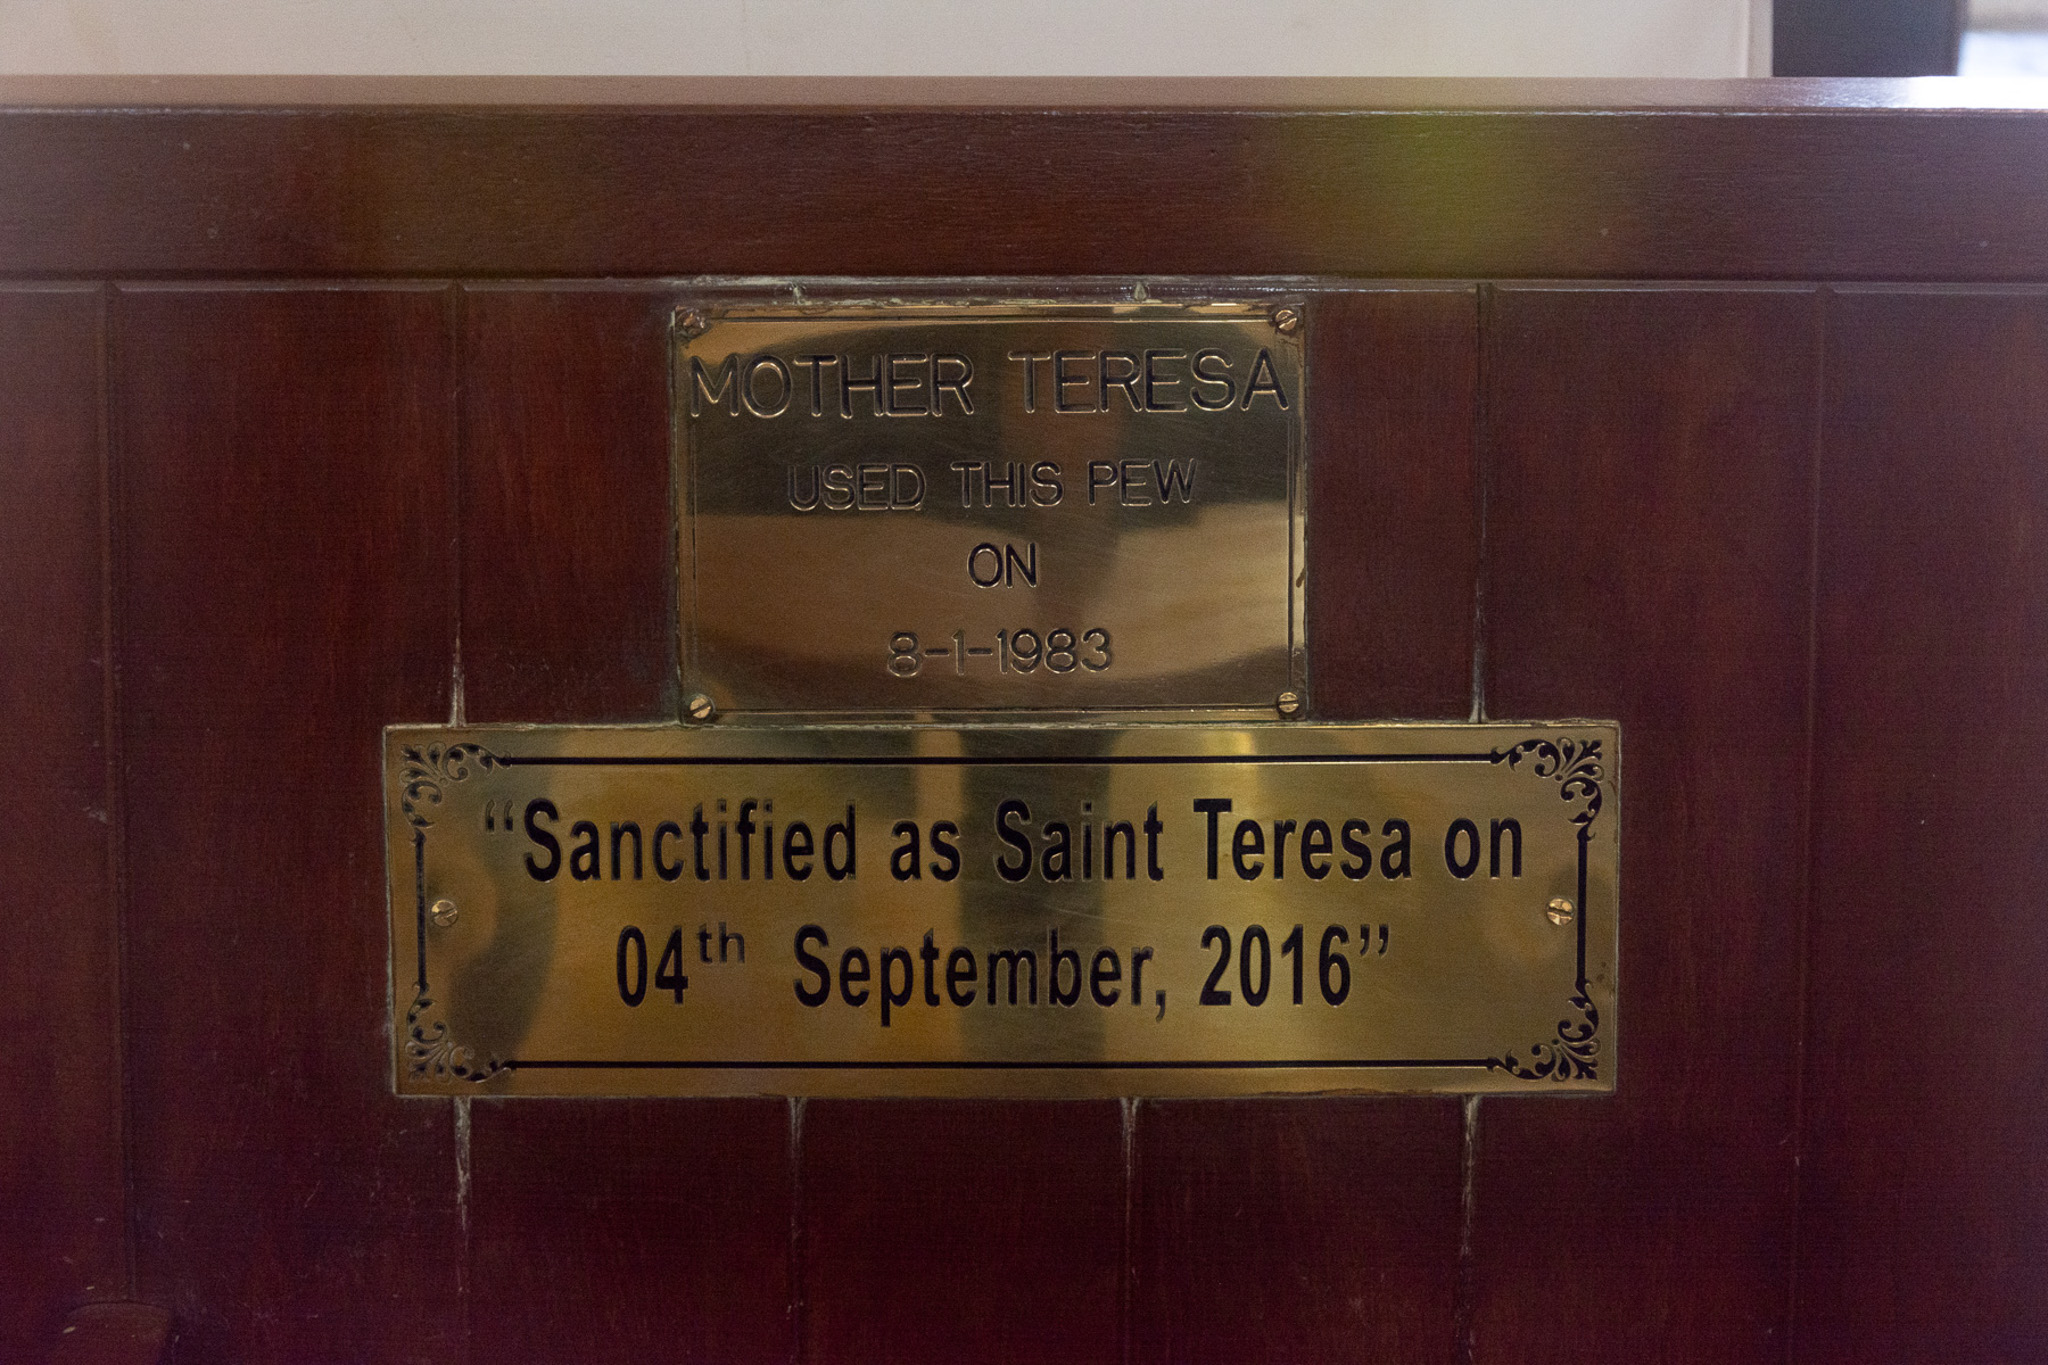 MOTHER TERESA
USED THIS PEW
ON
8-1-1983
“Sanctified as Saint Teresa on
04th September, 2016”